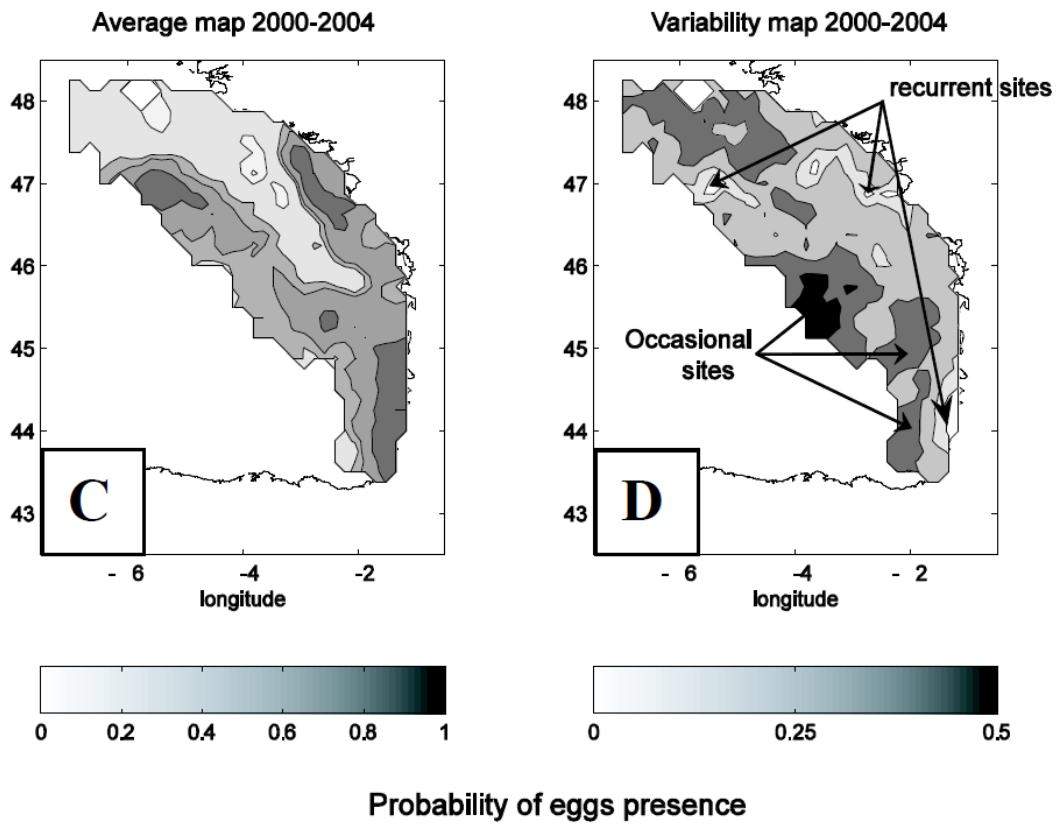 Average map 2000-2004
48
47
46
45
44
43
C
- 6 -4 -2
longitude
0 0.2 0.4 0.6 0.8 1
Variability map 2000-2004
recurrent sites
48
47
46
45
44
43
Occasional
sites
D
- 6 -4 - 2
longitude
0 0.25 0.5
Probability of eggs presence